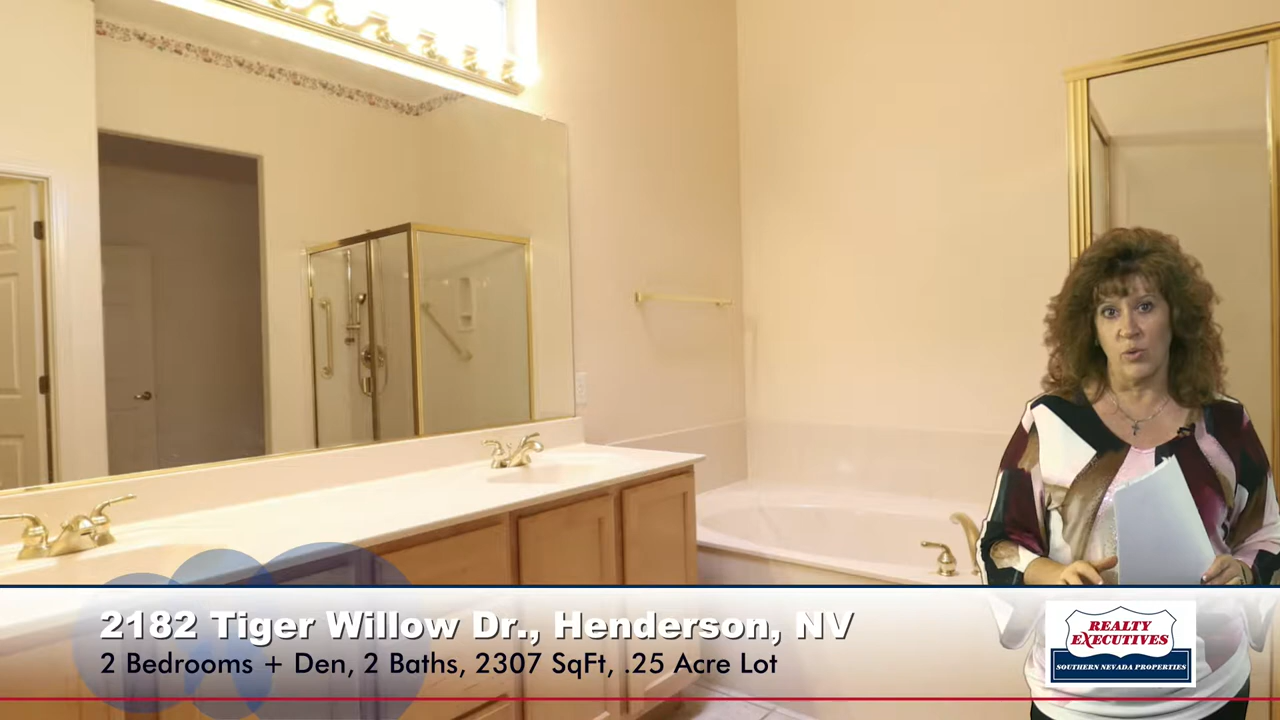 2182 Tiger Willow Dr., Henderson, NV
2 Bedrooms + Den, 2 Baths, 2307 SqFt, .25 Acre Lot
REALTY
EXECUTIVES
SOUTHERN NEVADA PROPERTIES